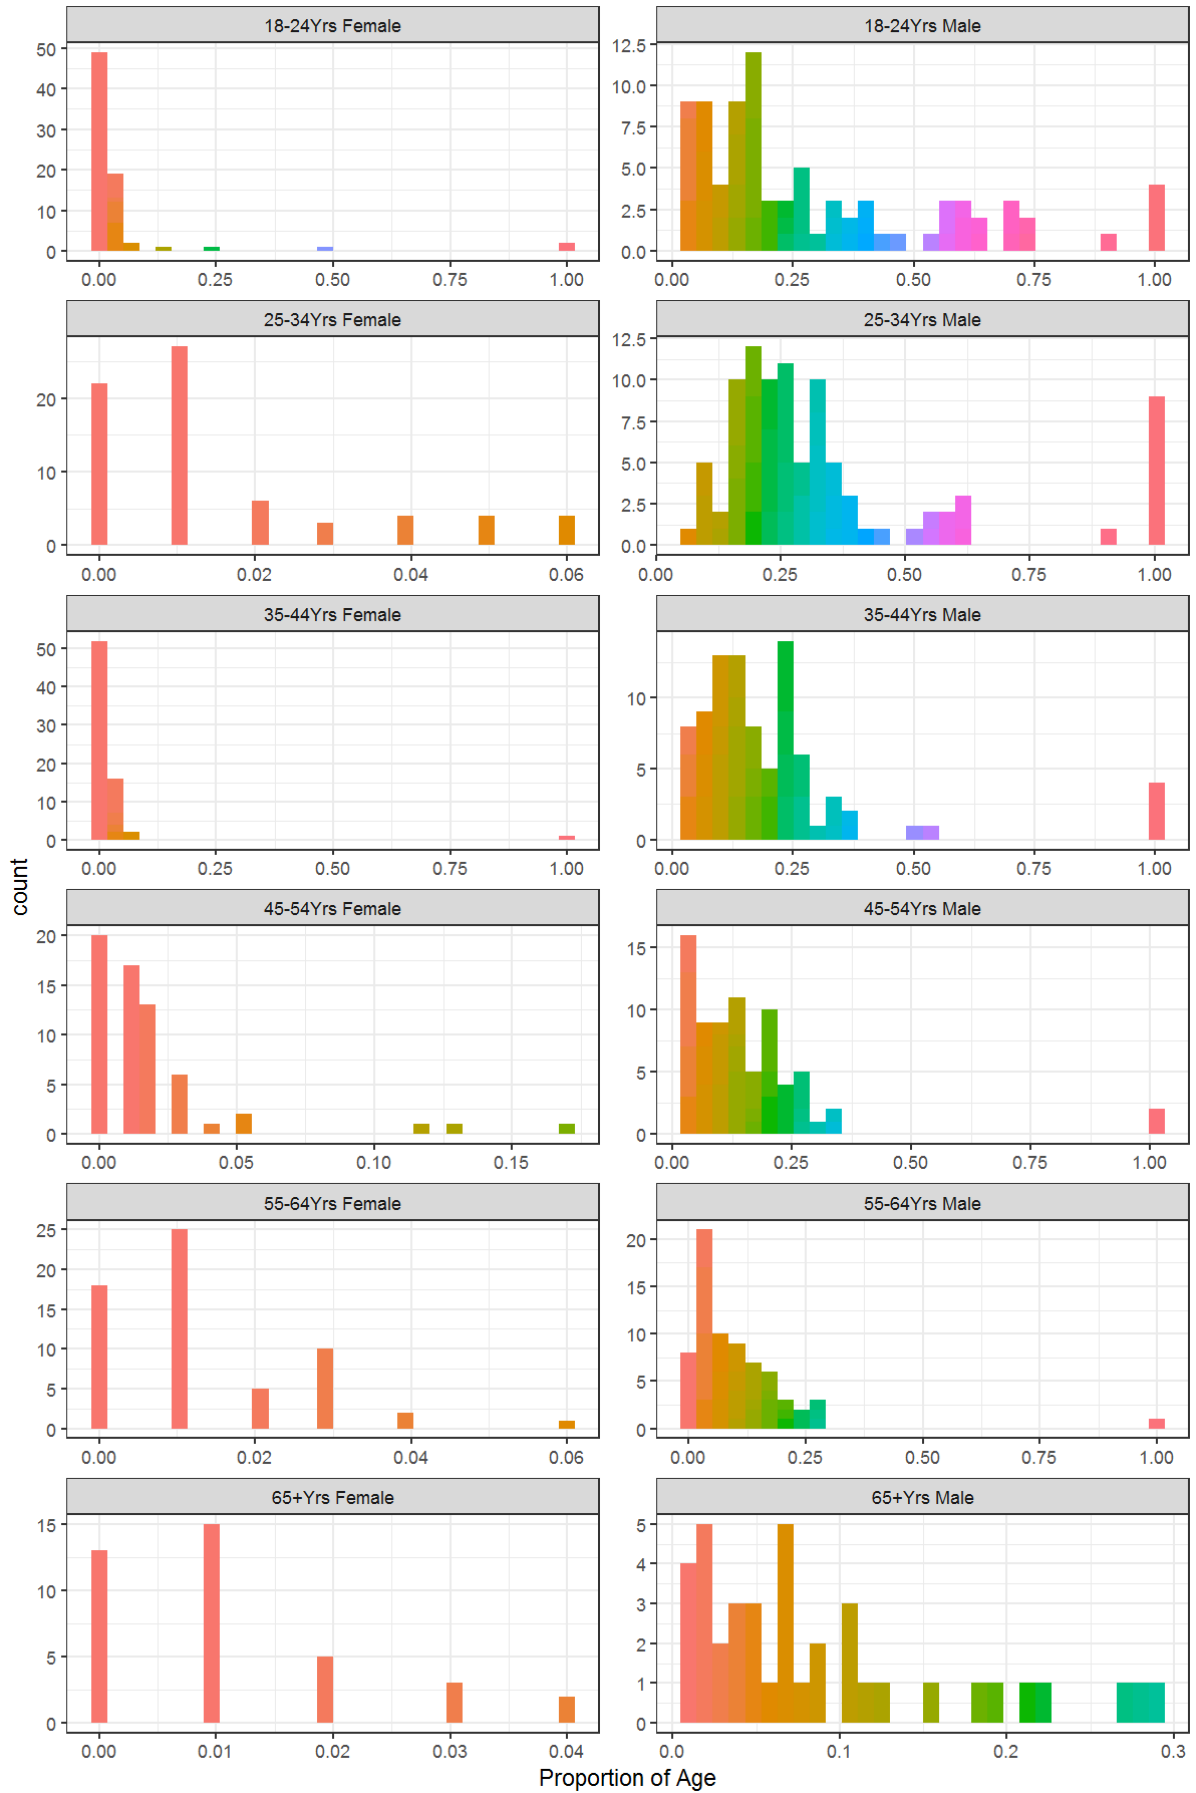 18-24Yrs Female
50
40
30
20
10
0
0.00 0.25 0.50 0.75 1.00
18-24Yrs Male
12.5
10.0
7.5
5.0
2.5
0.0
0.00 0.25 0.50 0.75 1.00
25-34Yrs Female
20
10
0
0.00 0.02 0.04 0.06
25-34Yrs Male
12.5
10.0
7.5
5.0
2.5
0.0
0.00 0.25 0.50 0.75 1.00
35-44Yrs Female
50
40
30
20
10
0
0.00 0.25 0.50 0.75 1.00
35-44Yrs Male
10
5
0
0.00 0.25 0.50 0.75 1.00
count
45-54Yrs Female
20
15
10
5
0
0.00 0.05 0.10 0.15
45-54Yrs Male
15
10
5
0
0.00 0.25 0.50 0.75 1.00
55-64Yrs Female
25
20
15
10
5
0
0.00 0.02 0.04 0.06
55-64Yrs Male
20
15
10
5
0
0.00 0.25 0.50 0.75 1.00
65+Yrs Female
15
10
5
0
0.00 0.01 0.02 0.03 0.04
65+Yrs Male
5
4
3
2
1
0
0.0 0.1 0.2 0.3
Proportion of Age